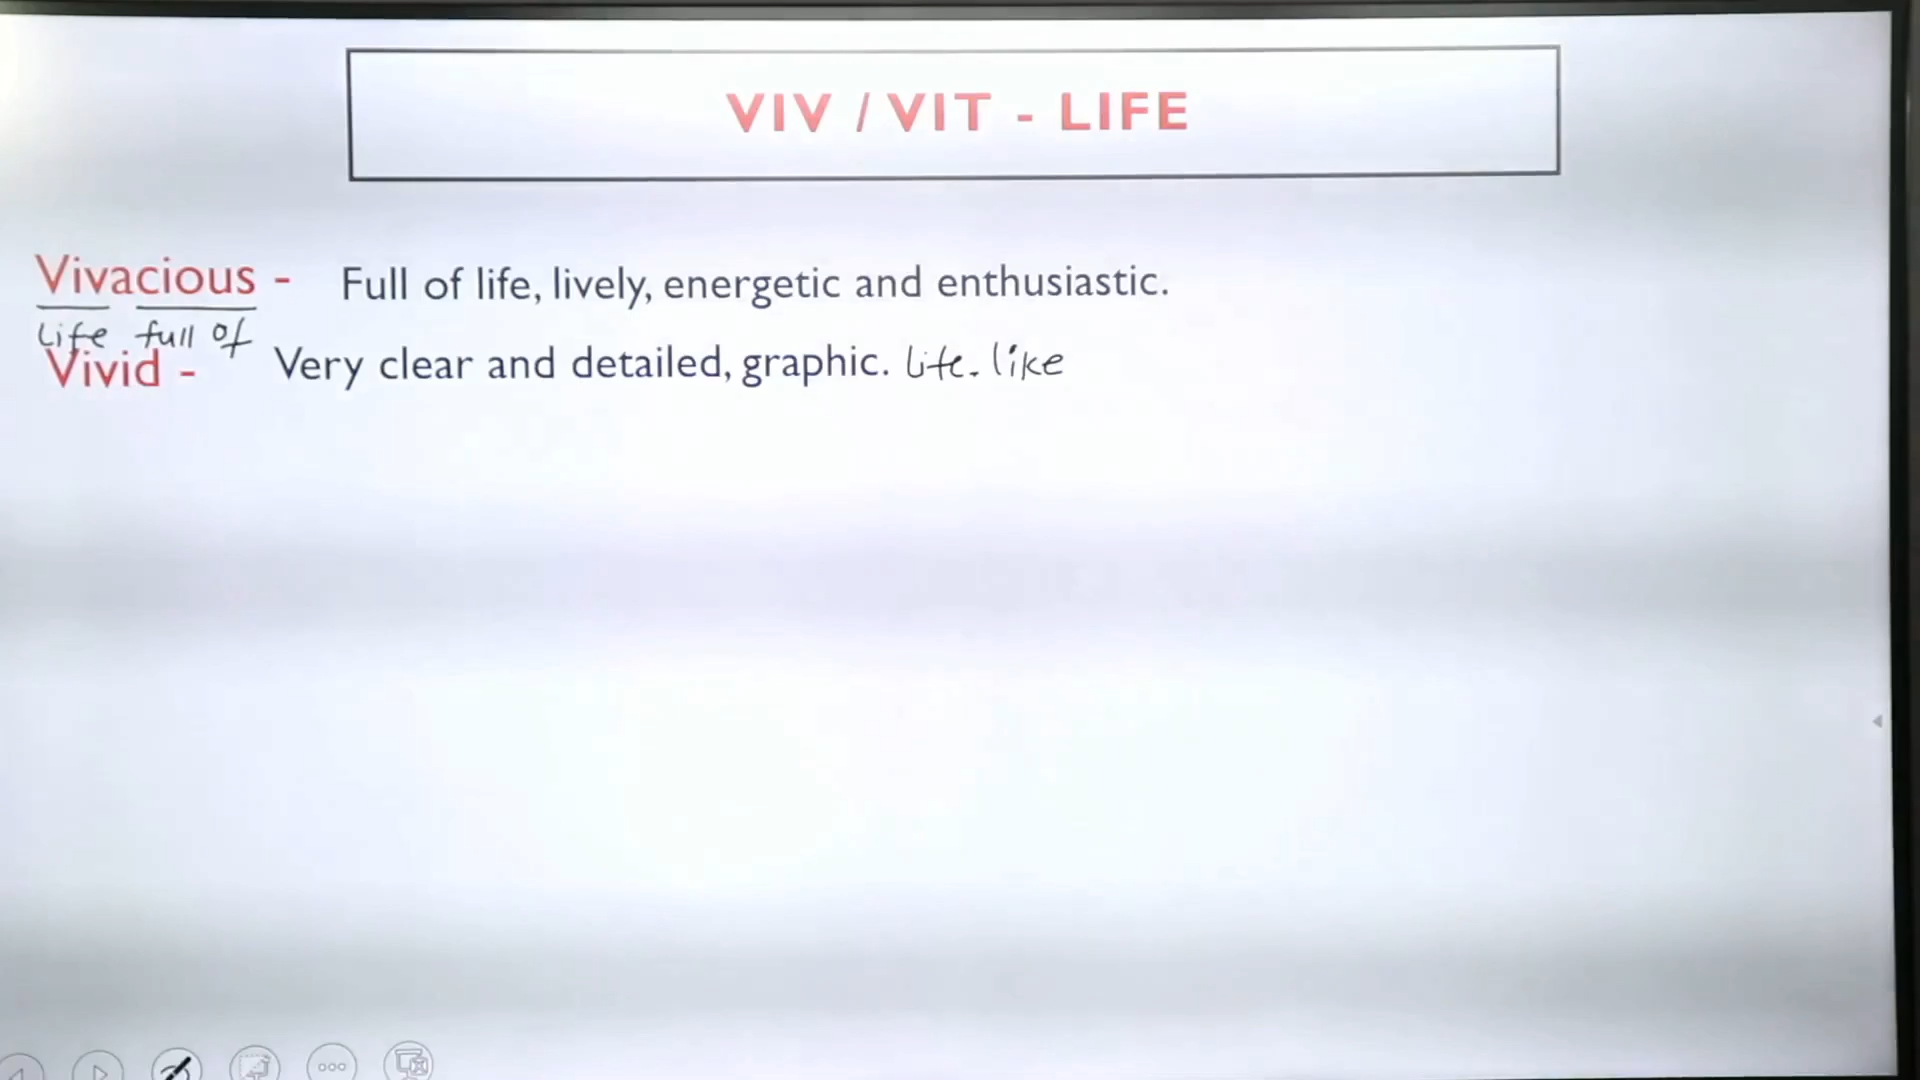 VIV / VIT - LIFE
Vivacious - Full of life, lively, energetic and enthusiastic.
Life full of
Vivid - Very clear and detailed, graphic. Life-like